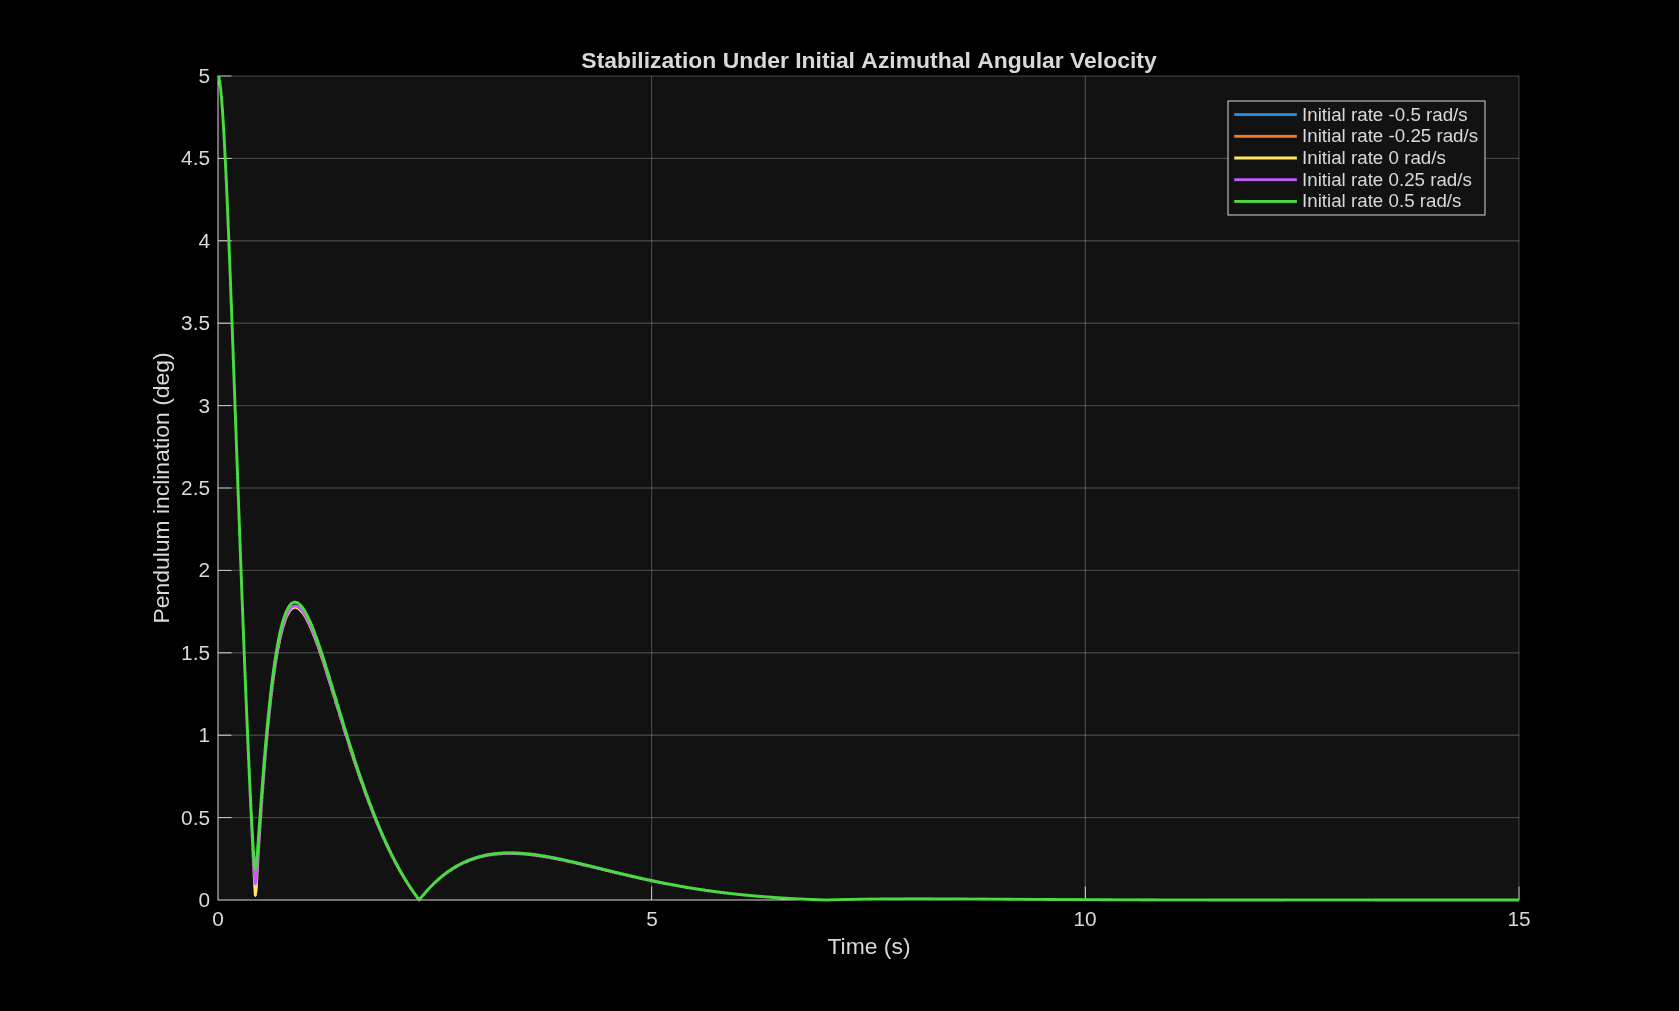 Stabilization Under Initial Azimuthal Angular Velocity
Initial rate -0.5 rad/s
Initial rate -0.25 rad/s
Initial rate 0 rad/s
Initial rate 0.25 rad/s
Initial rate 0.5 rad/s
Pendulum inclination (deg)
5
4.5
4
3.5
3
2.5
2
1.5
1
0.5
0
0 5 10 15
Time (s)